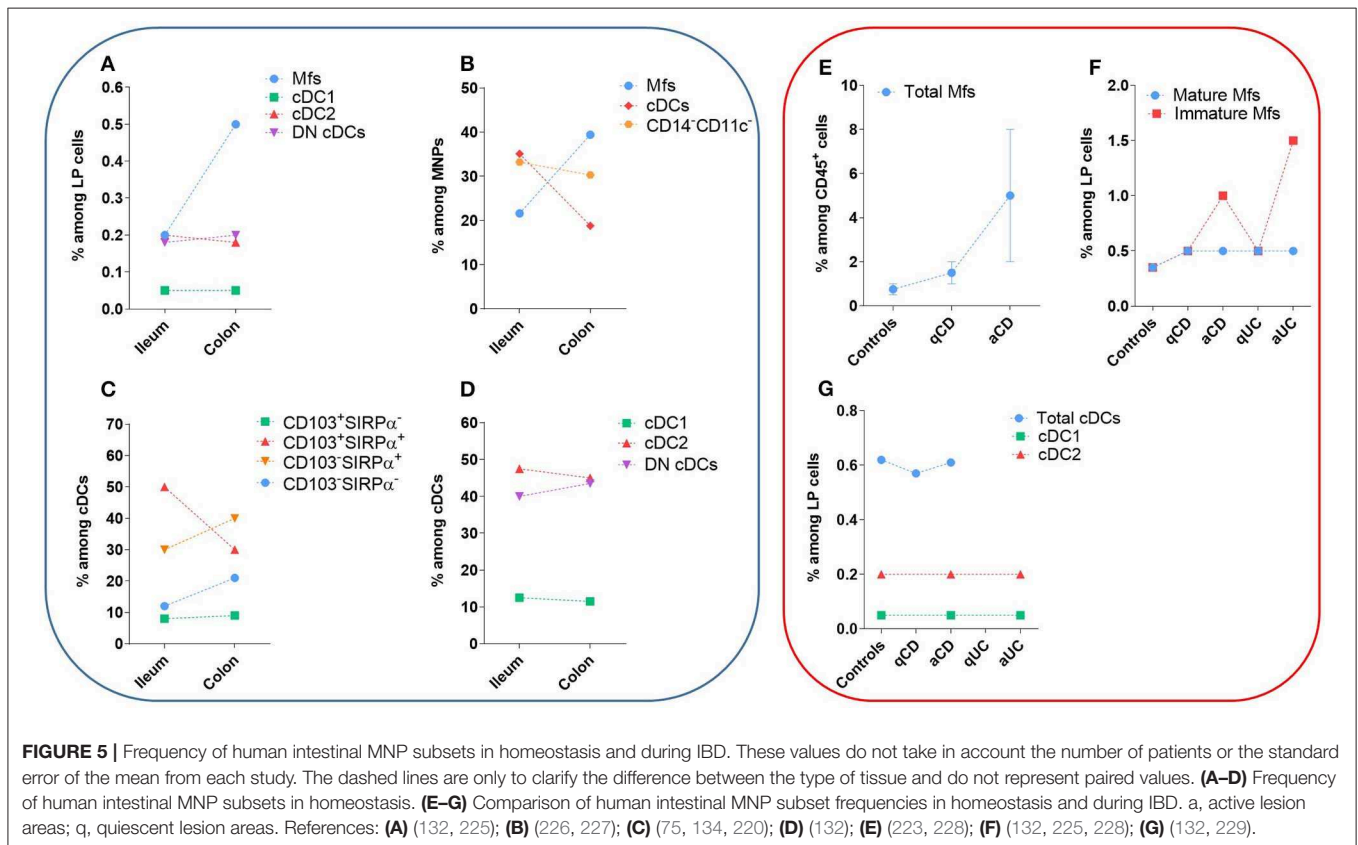 A
Mfs
cDC1
cDC2
DN cDCs
% among LP cells
0.6
0.5
0.4
0.3
0.2
0.1
0.0
Ileum
Colon
B
Mfs
cDCs
CD14⁻CD11c⁻
% among MNPs
50
40
30
20
10
0
Ileum
Colon
C
CD103⁺SIRPα⁻
CD103⁺SIRPα⁺
CD103⁻SIRPα⁺
CD103⁻SIRPα⁻
% among cDCs
70
60
50
40
30
20
10
0
Ileum
Colon
D
cDC1
cDC2
DN cDCs
% among cDCs
60
50
40
30
20
10
0
Ileum
Colon
E
Total Mfs
% among CD45⁺ cells
10
8
6
4
2
0
Controls
qCD
aCD
F
Mature Mfs
Immature Mfs
% among LP cells
2.0
1.5
1.0
0.5
0.0
Controls
qCD
aCD
qUC
aUC
G
Total cDCs
cDC1
cDC2
% among LP cells
0.8
0.6
0.4
0.2
0.0
Controls
qCD
aCD
qUC
aUC
FIGURE 5 | Frequency of human intestinal MNP subsets in homeostasis and during IBD. These values do not take in account the number of patients or the standard
error of the mean from each study. The dashed lines are only to clarify the difference between the type of tissue and do not represent paired values. (A–D) Frequency
of human intestinal MNP subsets in homeostasis. (E–G) Comparison of human intestinal MNP subset frequencies in homeostasis and during IBD. a, active lesion
areas; q, quiescent lesion areas. References: (A) (132, 225); (B) (226, 227); (C) (75, 134, 220); (D) (132); (E) (223, 228); (F) (132, 225, 228); (G) (132, 229).